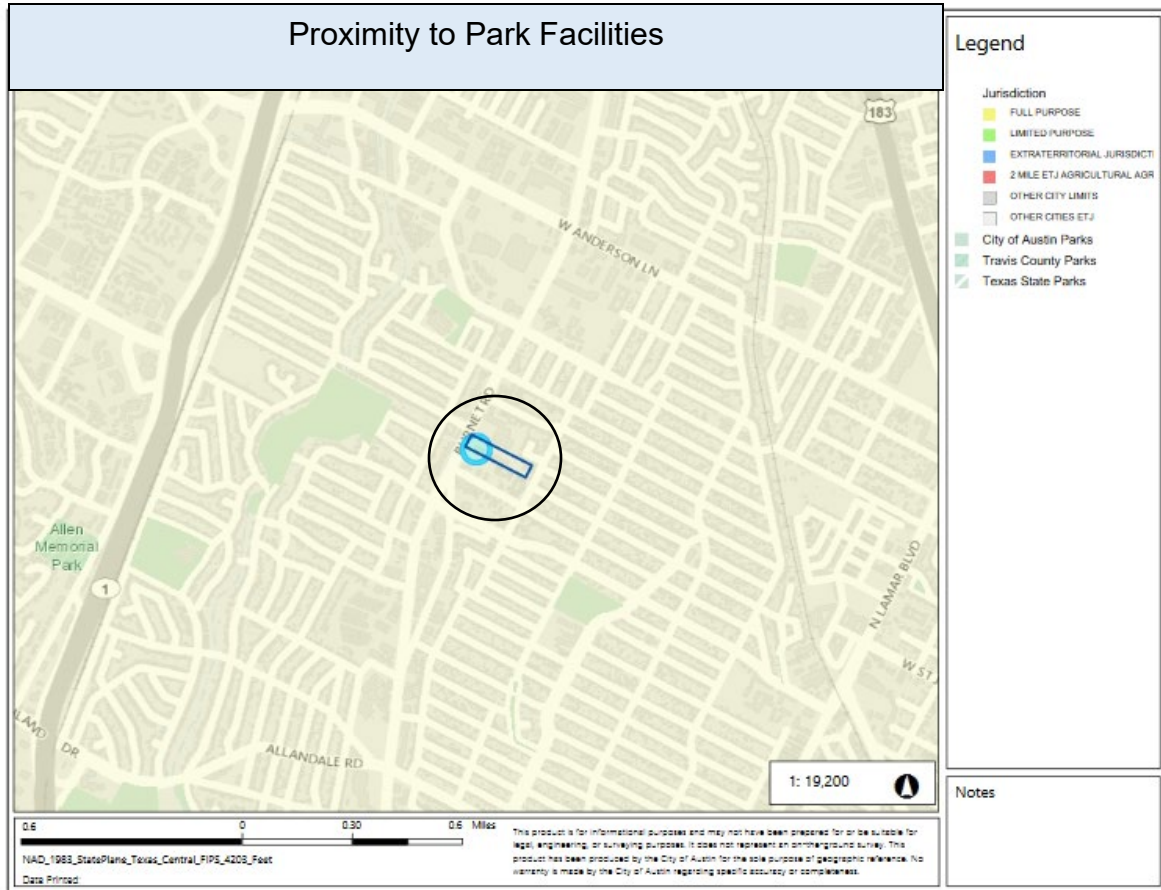 Proximity to Park Facilities
Legend
Jurisdiction
FULL PURPOSE
LIMITED PURPOSE
EXTRATERRITORIAL JURISDICTI
2 MILE ETJ AGRICULTURAL AGR
OTHER CITY LIMITS
OTHER CITIES ETJ
City of Austin Parks
Travis County Parks
Texas State Parks
183
W ANDERSON LN
BURNET RD
Allen
Memorial
Park
1
N LAMAR BLVD
W ST J
LAND DR
ALLANDALE RD
1: 19,200
Notes
0.6 0 0.30 0.6 Miles
NAD_1983_StatePlane_Texas_Central_FIPS_4203_Feet
Date Printed:
This product is for informational purposes and may not have been prepared for or be suitable for
legal, engineering, or surveying purposes. It does not represent an on-the-ground survey. This
product has been produced by the City of Austin for the sole purpose of geographic reference. No
warranty is made by the City of Austin regarding specific accuracy or completeness.